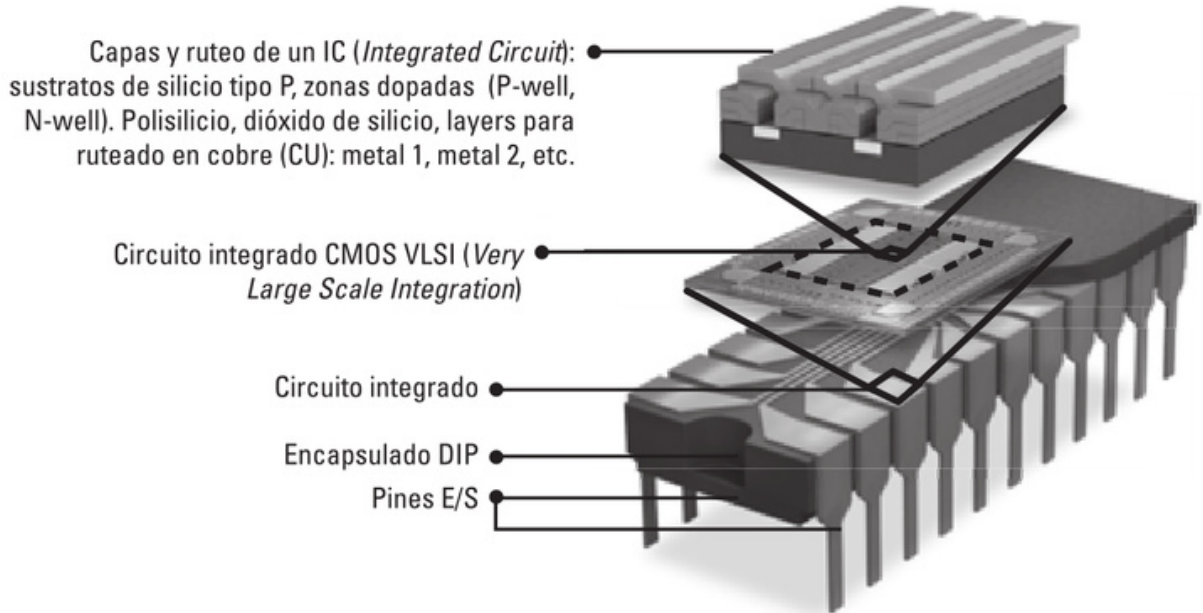 Capas y ruteo de un IC (Integrated Circuit):
sustratos de silicio tipo P, zonas dopadas (P-well,
N-well). Polisilicio, dióxido de silicio, layers para
ruteado en cobre (CU): metal 1, metal 2, etc.
Circuito integrado CMOS VLSI (Very
Large Scale Integration)
Circuito integrado
Encapsulado DIP
Pines E/S